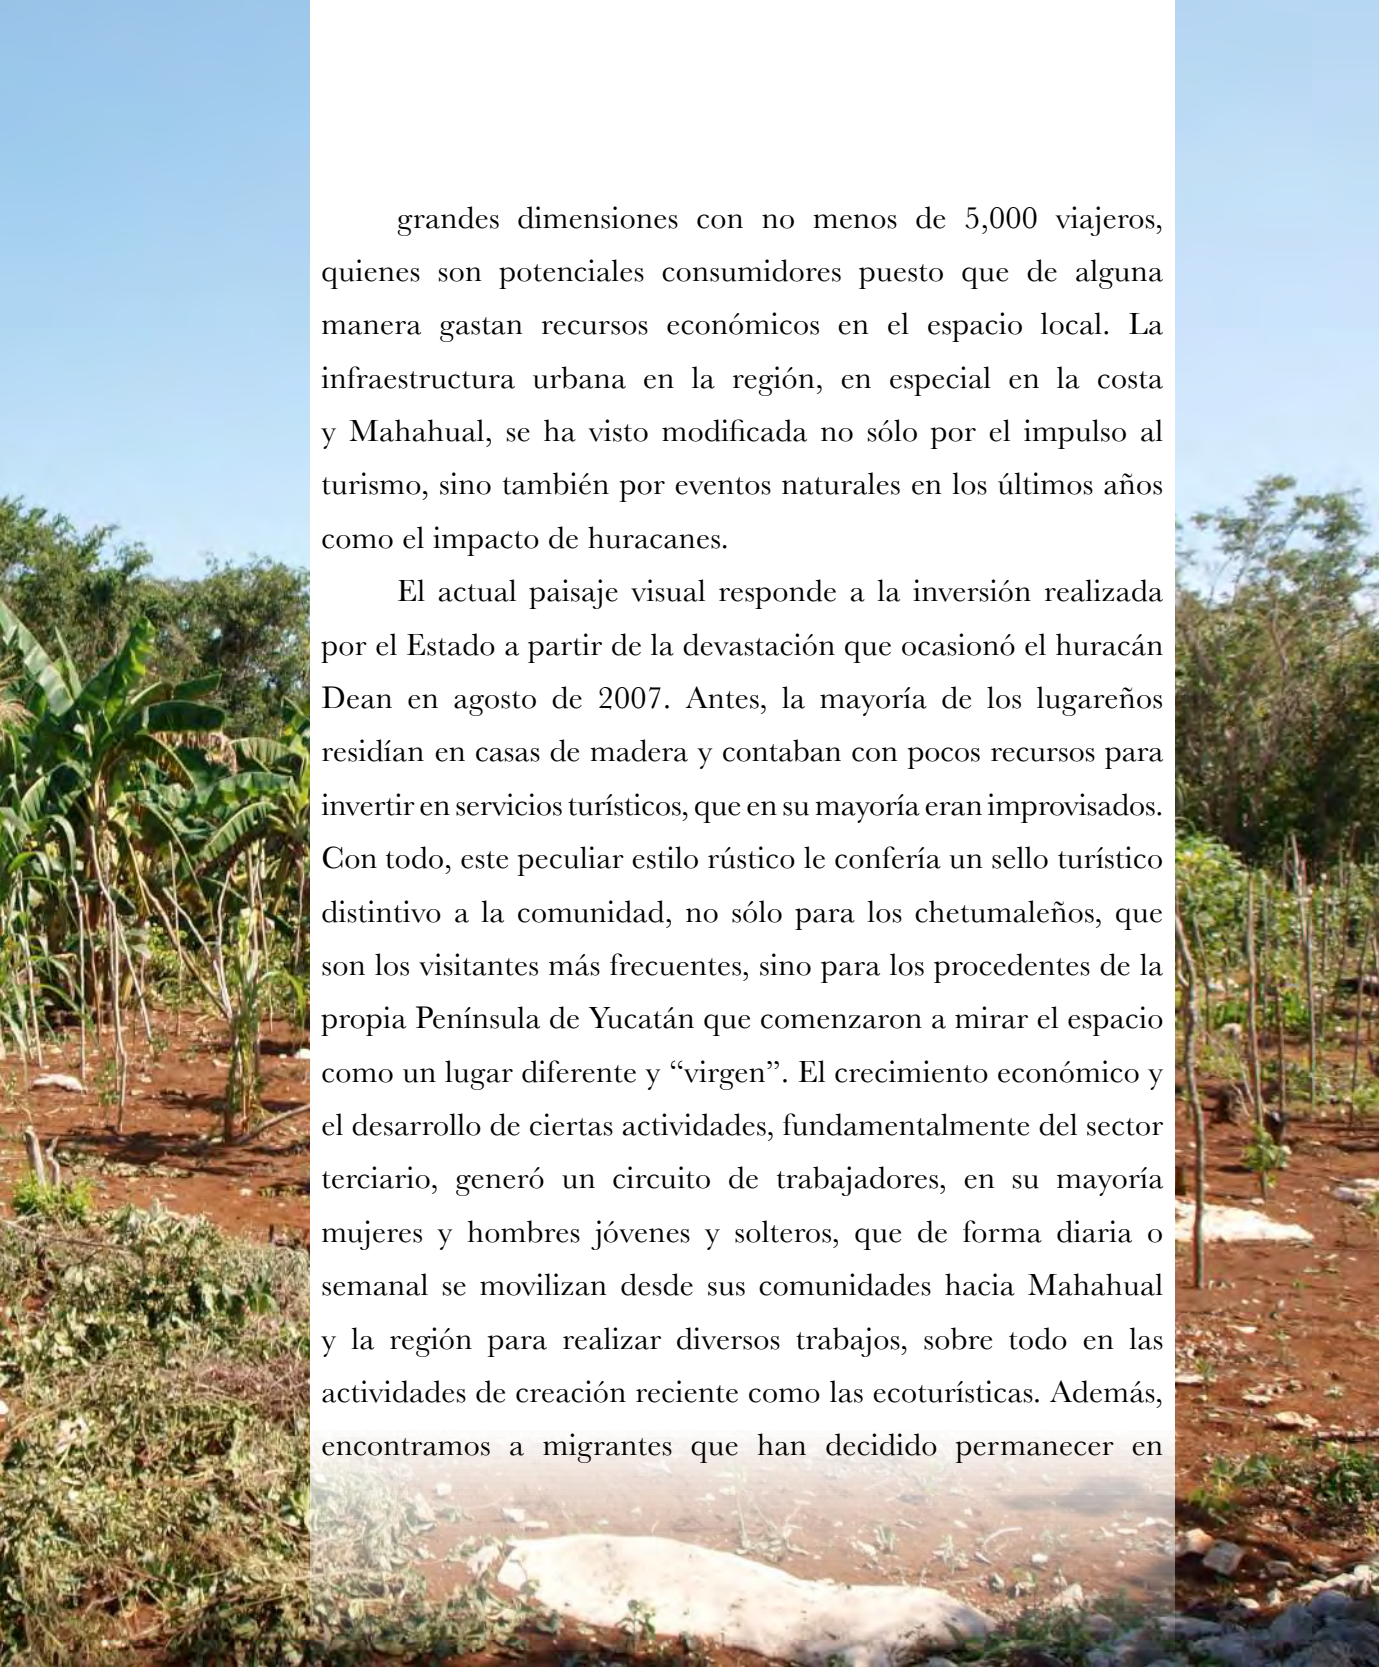 grandes dimensiones con no menos de 5,000 viajeros,
quienes son potenciales consumidores puesto que de alguna
manera gastan recursos económicos en el espacio local. La
infraestructura urbana en la región, en especial en la costa
y Mahahual, se ha visto modificada no sólo por el impulso al
turismo, sino también por eventos naturales en los últimos años
como el impacto de huracanes.
El actual paisaje visual responde a la inversión realizada
por el Estado a partir de la devastación que ocasionó el huracán
Dean en agosto de 2007. Antes, la mayoría de los lugareños
residían en casas de madera y contaban con pocos recursos para
invertir en servicios turísticos, que en su mayoría eran improvisados.
Con todo, este peculiar estilo rústico le confería un sello turístico
distintivo a la comunidad, no sólo para los chetumaleños, que
son los visitantes más frecuentes, sino para los procedentes de la
propia Península de Yucatán que comenzaron a mirar el espacio
como un lugar diferente y “virgen”. El crecimiento económico y
el desarrollo de ciertas actividades, fundamentalmente del sector
terciario, generó un circuito de trabajadores, en su mayoría
mujeres y hombres jóvenes y solteros, que de forma diaria o
semanal se movilizan desde sus comunidades hacia Mahahual
y la región para realizar diversos trabajos, sobre todo en las
actividades de creación reciente como las ecoturísticas. Además,
encontramos a migrantes que han decidido permanecer en